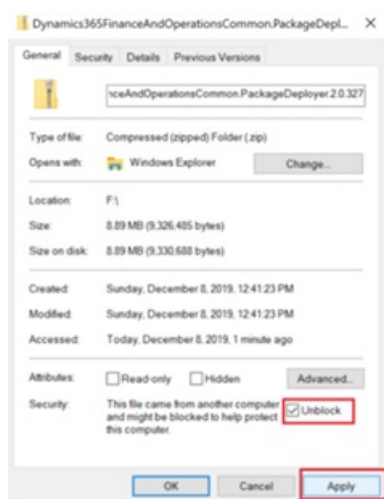 Dynamics365FinanceAndOperationsCommon.PackageDepl...
General Security Details Previous Versions
nceAndOperationsCommon.PackageDeployer.2.0.327
Type of file: Compressed (zipped) Folder (.zip)
Opens with: Windows Explorer Change...
Location: F:\
Size: 8.89 MB (9,326,485 bytes)
Size on disk: 8.89 MB (9,330,688 bytes)
Created: Sunday, December 8, 2019, 12:41:23 PM
Modified: Sunday, December 8, 2019, 12:41:23 PM
Accessed: Today, December 8, 2019, 1 minute ago
Attributes: Read-only Hidden Advanced...
Security: This file came from another computer
and might be blocked to help protect
this computer.
Unblock
OK Cancel Apply